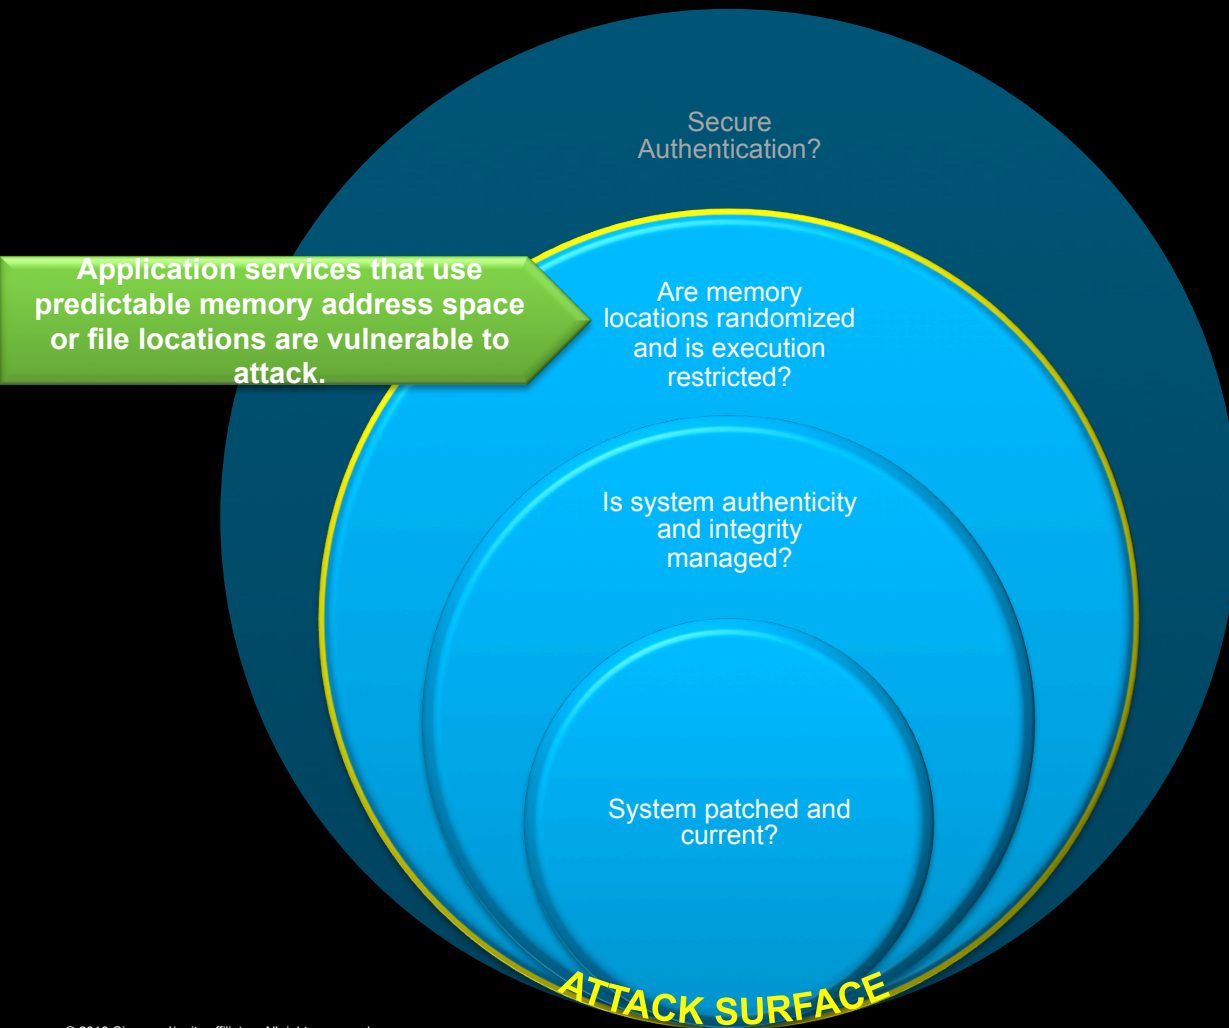 Secure
Authentication?
Application services that use
predictable memory address space
or file locations are vulnerable to
attack.
Are memory
locations randomized
and is execution
restricted?
Is system authenticity
and integrity
managed?
System patched and
current?
ATTACK SURFACE